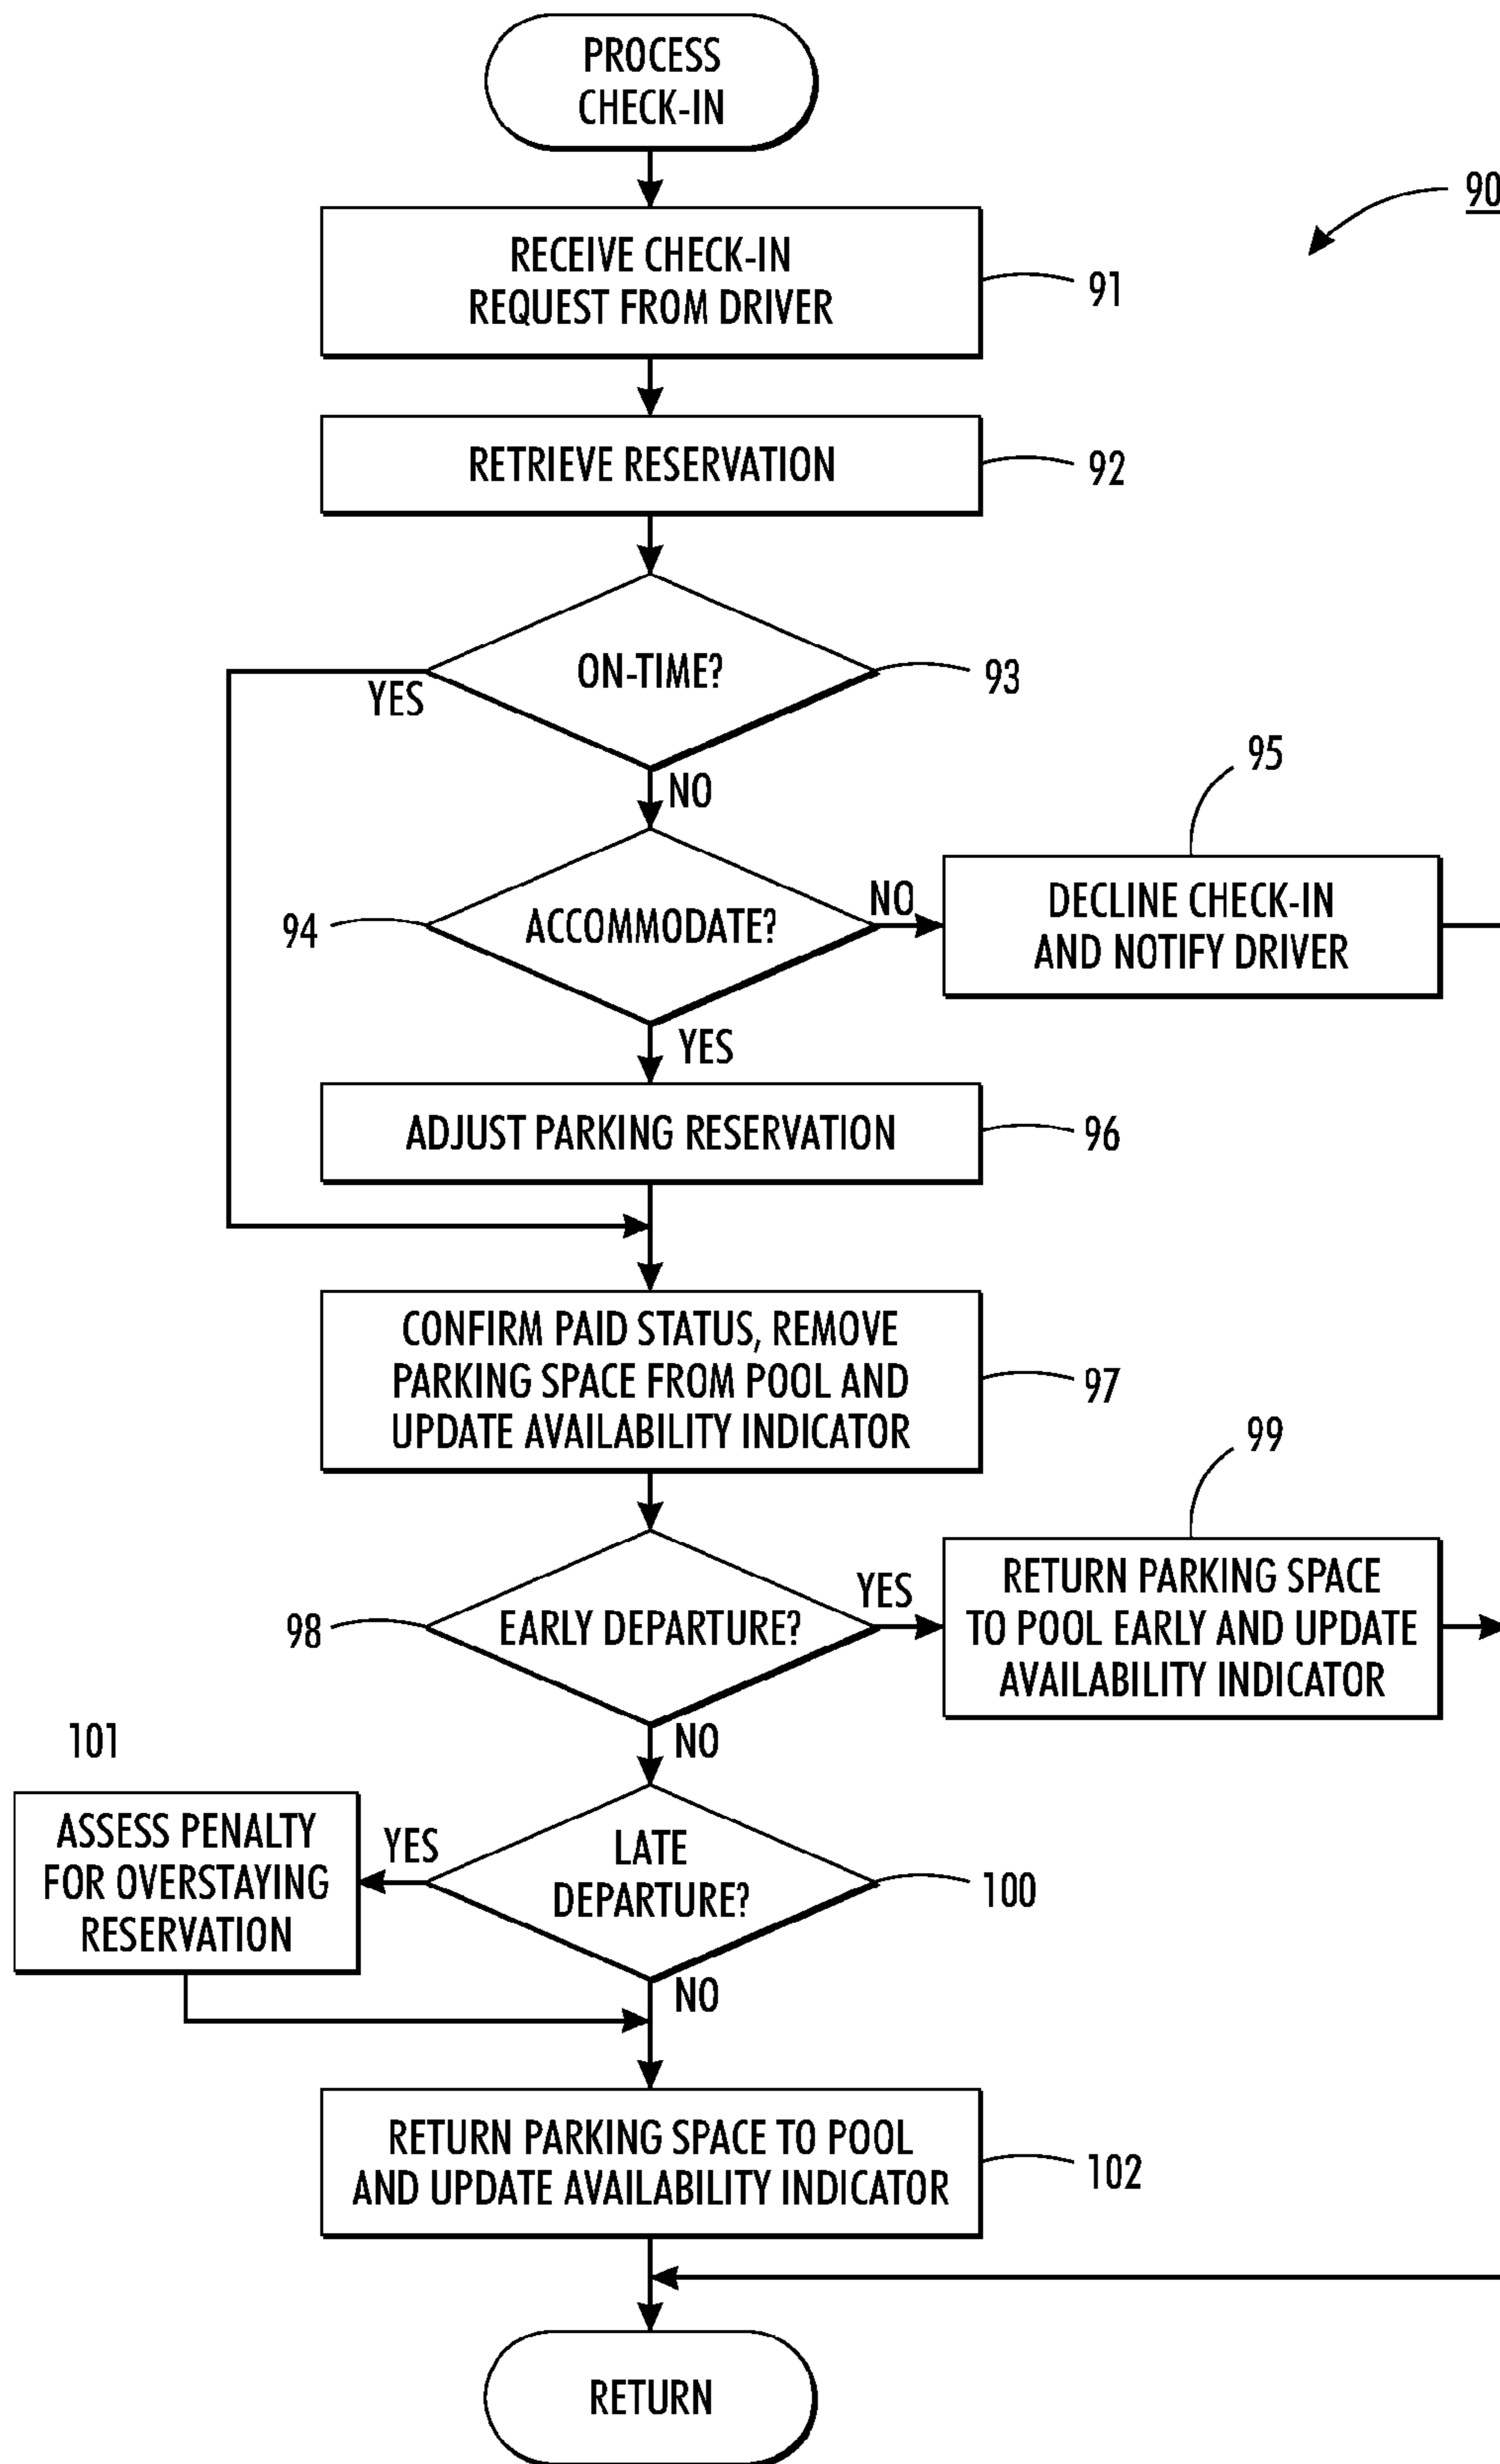 PROCESS
CHECK-IN
90
RECEIVE CHECK-IN
REQUEST FROM DRIVER
91
RETRIEVE RESERVATION
92
ON-TIME?
93
YES
NO
95
94
ACCOMMODATE?
NO
DECLINE CHECK-IN
AND NOTIFY DRIVER
YES
ADJUST PARKING RESERVATION
96
CONFIRM PAID STATUS, REMOVE
PARKING SPACE FROM POOL AND
UPDATE AVAILABILITY INDICATOR
97
99
98
EARLY DEPARTURE?
YES
RETURN PARKING SPACE
TO POOL EARLY AND UPDATE
AVAILABILITY INDICATOR
NO
101
ASSESS PENALTY
FOR OVERSTAYING
RESERVATION
YES
LATE
DEPARTURE?
100
NO
RETURN PARKING SPACE TO POOL
AND UPDATE AVAILABILITY INDICATOR
102
RETURN